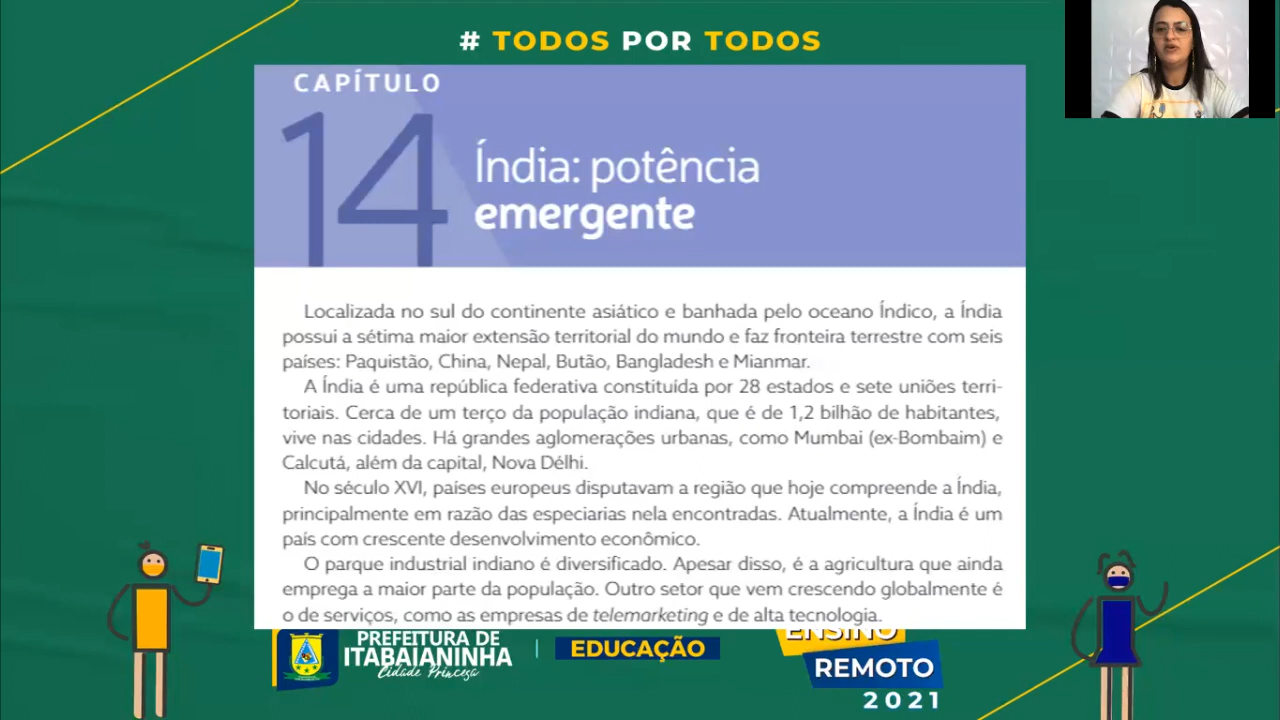 # TODOS POR TODOS
CAPÍTULO
14
Índia: potência
emergente
Localizada no sul do continente asiático e banhada pelo oceano Índico, a Índia
possui a sétima maior extensão territorial do mundo e faz fronteira terrestre com seis
países: Paquistão, China, Nepal, Butão, Bangladesh e Mianmar.
A Índia é uma república federativa constituída por 28 estados e sete uniões terri-
toriais. Cerca de um terço da população indiana, que é de 1,2 bilhão de habitantes,
vive nas cidades. Há grandes aglomerações urbanas, como Mumbai (ex-Bombaim) e
Calcutá, além da capital, Nova Délhi.
No século XVI, países europeus disputavam a região que hoje compreende a Índia,
principalmente em razão das especiarias nela encontradas. Atualmente, a Índia é um
país com crescente desenvolvimento econômico.
O parque industrial indiano é diversificado. Apesar disso, é a agricultura que ainda
emprega a maior parte da população. Outro setor que vem crescendo globalmente é
o de serviços, como as empresas de telemarketing e de alta tecnologia.
PREFEITURA DE
ITABAIANINHA
Cidade Princesa
EDUCAÇÃO
ENSINO
REMOTO
2021